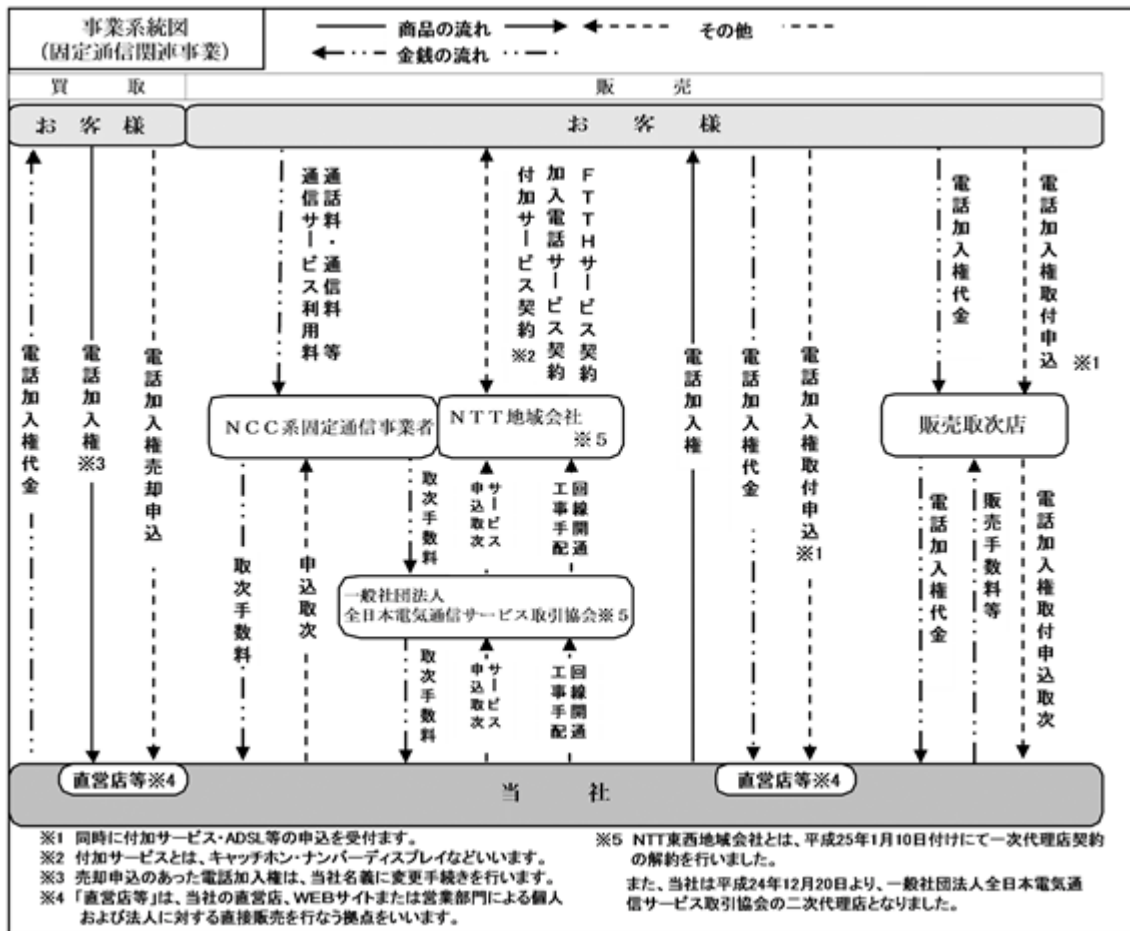 事業系統図
(固定通信関連事業)
商品の流れ
その他
金銭の流れ
買 取
販 売
お 客 様
お 客 様
電話加入権代金
電話加入権※3
電話加入権売却申込
通話料・通信料 等
通信サービス利用料
FTTHサービス契約
加入電話サービス契約
付加サービス契約※2
電話加入権
電話加入権代金
電話加入権取付申込※1
電話加入権代金
電話加入権取付申込
※1
NCC系固定通信事業者
NTT地域会社
※5
販売取次店
取次手数料
申込取次
取次手数料
サービス
申込取次
回線開通
工事手配
一般社団法人
全日本電気通信サービス取引協会※5
取次手数料
サービス
申込取次
回線開通
工事手配
電話加入権代金
販売手数料等
電話加入権取付申込取次
直営店等※4
当 社
直営店等※4
※1 同時に付加サービス・ADSL等の申込を受付ます。
※2 付加サービスとは、キャッチホン・ナンバーディスプレイなどいいます。
※3 売却申込のあった電話加入権は、当社名義に変更手続きを行います。
※4 「直営店等」は、当社の直営店、WEBサイトまたは営業部門による個人
および法人に対する直接販売を行なう拠点をいいます。
※5 NTT東西地域会社とは、平成25年1月10日付けにて一次代理店契約
の解約を行いました。
また、当社は平成24年12月20日より、一般社団法人全日本電気通
信サービス取引協会の二次代理店となりました。